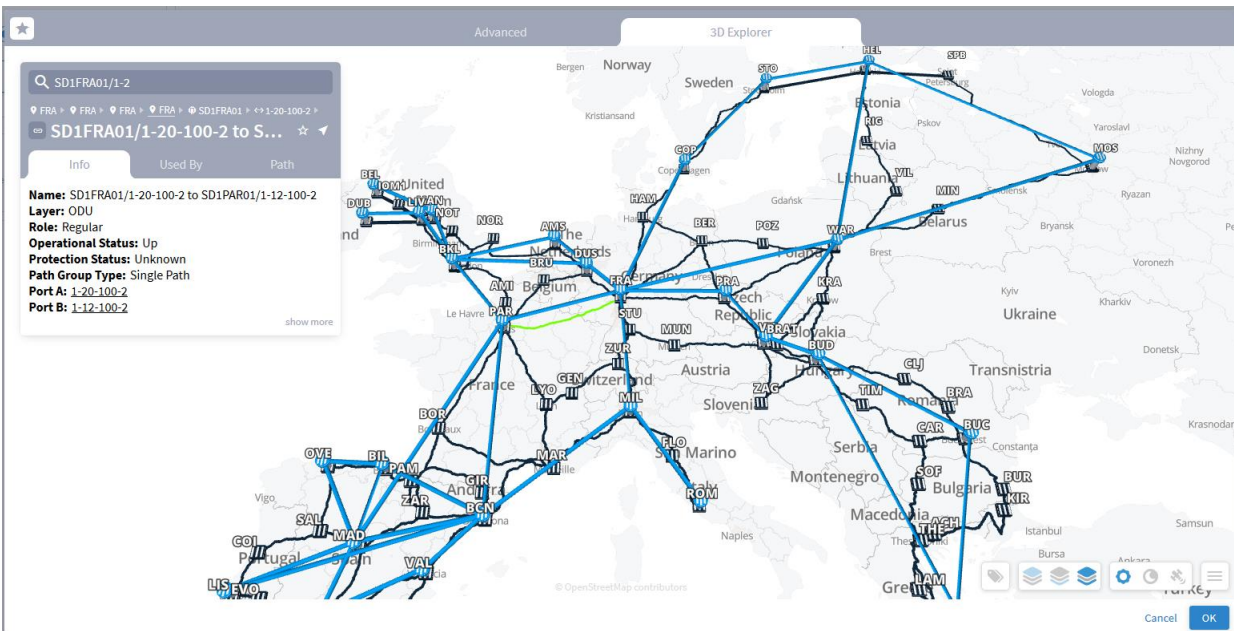 Advanced
3D Explorer
SD1FRA01/1-2
FRA FRA FRA FRA SD1FRA01 1-20-100-2
SD1FRA01/1-20-100-2 to S...
Info
Used By
Path
Name: SD1FRA01/1-20-100-2 to SD1PAR01/1-12-100-2
Layer: ODU
Role: Regular
Operational Status: Up
Protection Status: Unknown
Path Group Type: Single Path
Port A: 1-20-100-2
Port B: 1-12-100-2
show more
Bergen
Norway
STO
HEL
SPB
Sweden
Petersburg
Vologda
Kristiansand
Estonia
RIG
Pskov
Yaroslavl
COP
Latvia
MOS
Nizhny
Novgorod
BEL
United
Lithuania
VIL
DUB
VAN
HAM
Gdańsk
MIN
Ryazan
NOT
NOR
BER
POZ
Belarus
Bryansk
AMS
The
WAR
BKL
BRU
DUS
Brest
Voronezh
AMI
Belgium
FRA
PRA
KRA
Kyiv
Kharkiv
Le Havre
PAR
STU
Republic
Ukraine
MUN
BRAT
Slovakia
ZUR
BUD
Donetsk
Austria
CLJ
Transnistria
France
LYO
GEN
ZAG
TIM
BRA
MIL
BOR
CAR
BUC
Krasnodar
OVE
BIL
FLO
Serbia
Constanța
PAM
MAR
San Marino
Montenegro
SOF
BUR
Vigo
ZAR
GIR
ROM
Bulgaria
KIR
SAL
BCN
Naples
Macedonia
Samsun
COI
MAD
THE
Istanbul
Portugal
Spain
Bursa
VAL
Ankara
LIS
EVO
© OpenStreetMap contributors
LAM
Turkey
Cancel
OK